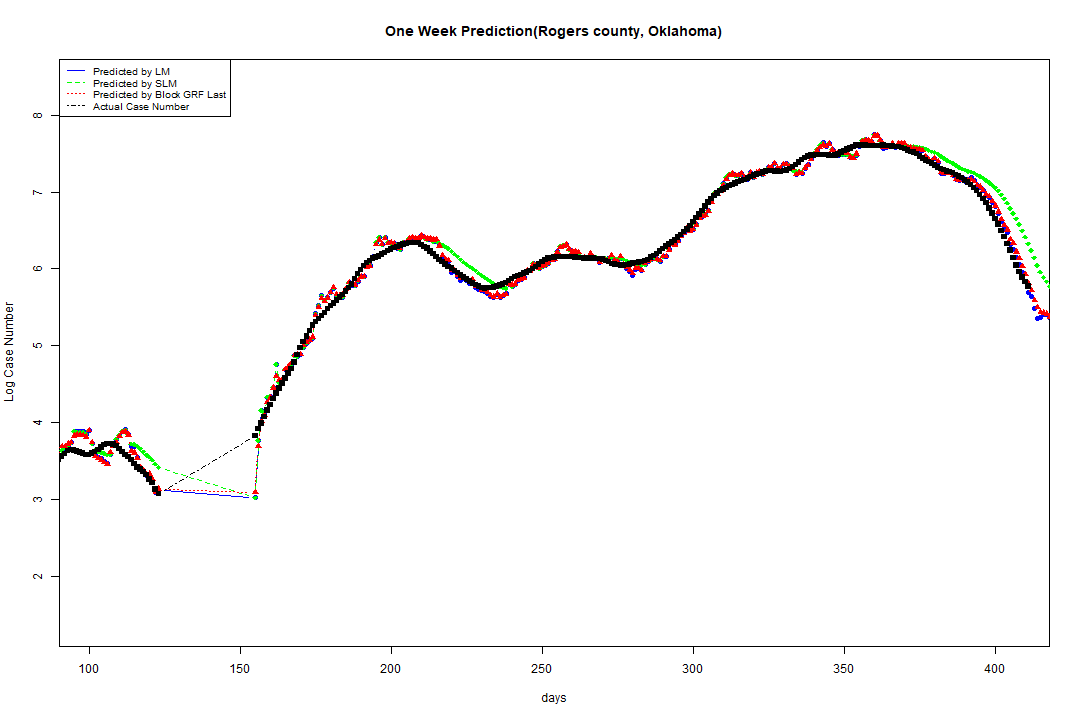 One Week Prediction(Rogers county, Oklahoma)
Predicted by LM
Predicted by SLM
Predicted by Block GRF Last
Actual Case Number
8
7
6
5
4
3
2
Log Case Number
100 150 200 250 300 350 400
days